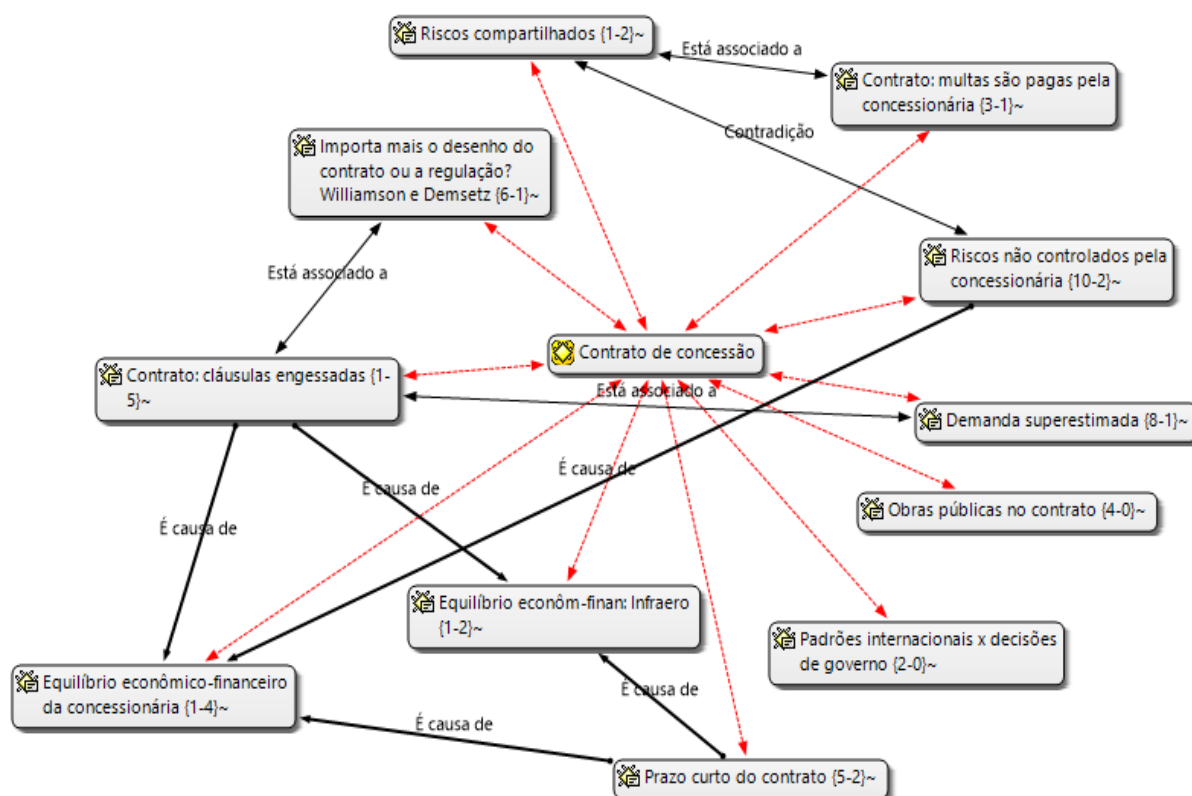 Riscos compartilhados {1-2}~
Está associado a
Contrato: multas são pagas pela
concessionária {3-1}~
Contradição
Importa mais o desenho do
contrato ou a regulação?
Williamson e Demsetz {6-1}~
Riscos não controlados pela
concessionária {10-2}~
Está associado a
Contrato de concessão
Contrato: cláusulas engessadas {1-
5}~
Está associado a
Demanda superestimada {8-1}~
É causa de
É causa de
Obras públicas no contrato {4-0}~
É causa de
Equilíbrio econôm-finan: Infraero
{1-2}~
Padrões internacionais x decisões
de governo {2-0}~
Equilíbrio econômico-financeiro
da concessionária {1-4}~
É causa de
É causa de
Prazo curto do contrato {5-2}~